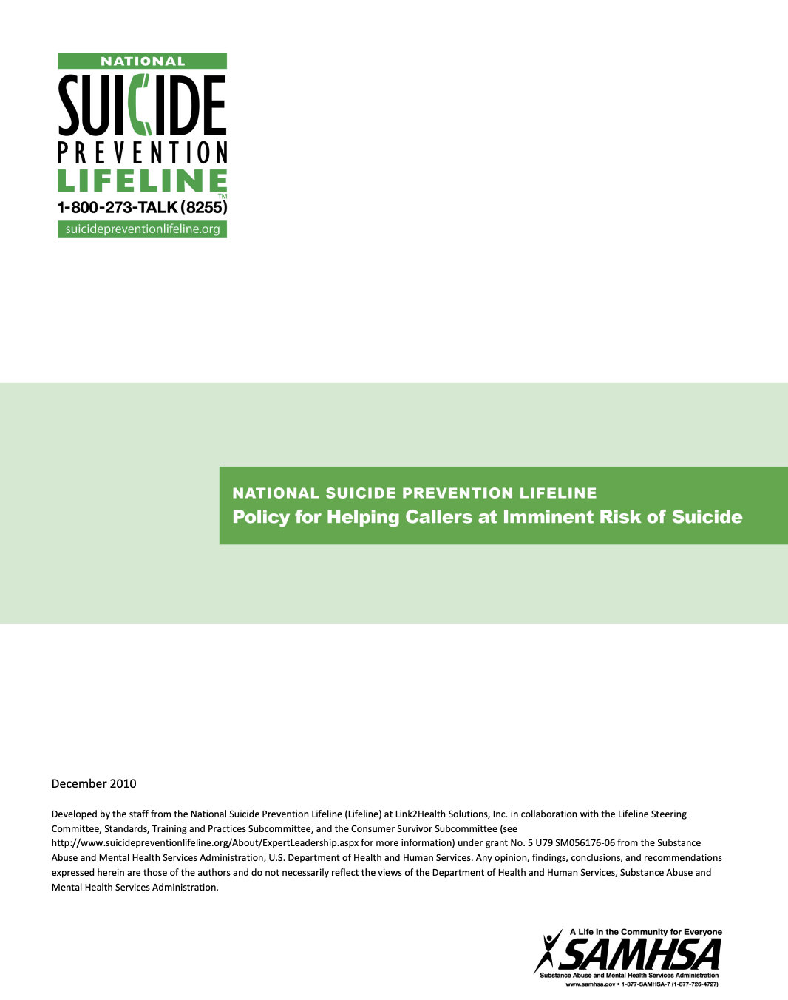 NATIONAL
SUICIDE
PREVENTION
LIFELINE™
1-800-273-TALK (8255)
suicidepreventionlifeline.org
NATIONAL SUICIDE PREVENTION LIFELINE
Policy for Helping Callers at Imminent Risk of Suicide
December 2010
Developed by the staff from the National Suicide Prevention Lifeline (Lifeline) at Link2Health Solutions, Inc. in collaboration with the Lifeline Steering
Committee, Standards, Training and Practices Subcommittee, and the Consumer Survivor Subcommittee (see
http://www.suicidepreventionlifeline.org/About/ExpertLeadership.aspx for more information) under grant No. 5 U79 SM056176-06 from the Substance
Abuse and Mental Health Services Administration, U.S. Department of Health and Human Services. Any opinion, findings, conclusions, and recommendations
expressed herein are those of the authors and do not necessarily reflect the views of the Department of Health and Human Services, Substance Abuse and
Mental Health Services Administration.
A Life in the Community for Everyone
SAMHSA
Substance Abuse and Mental Health Services Administration
www.samhsa.gov • 1-877-SAMHSA-7 (1-877-726-4727)